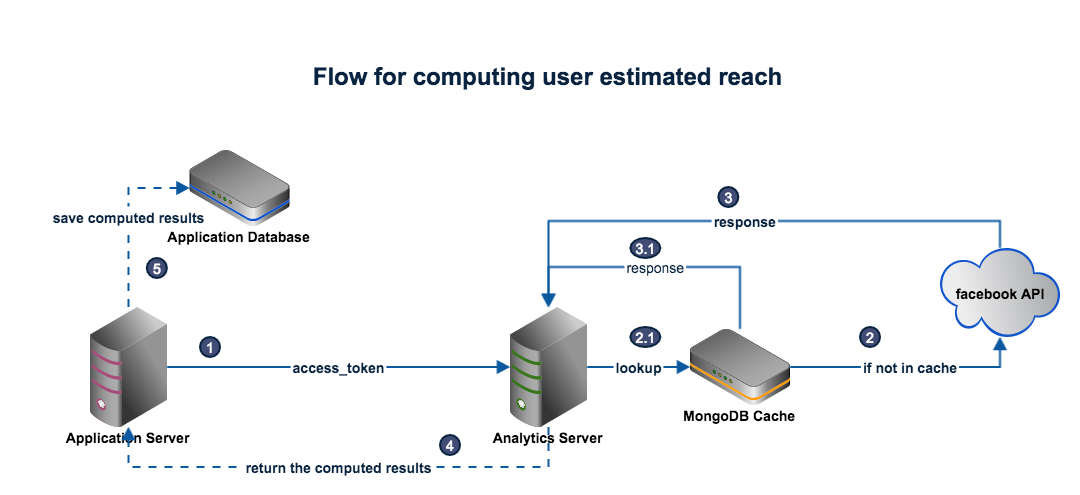 Flow for computing user estimated reach
save computed results
Application Database
5
3
response
3.1
response
facebook API
1
access_token
2.1
lookup
2
if not in cache
MongoDB Cache
Application Server
Analytics Server
4
return the computed results